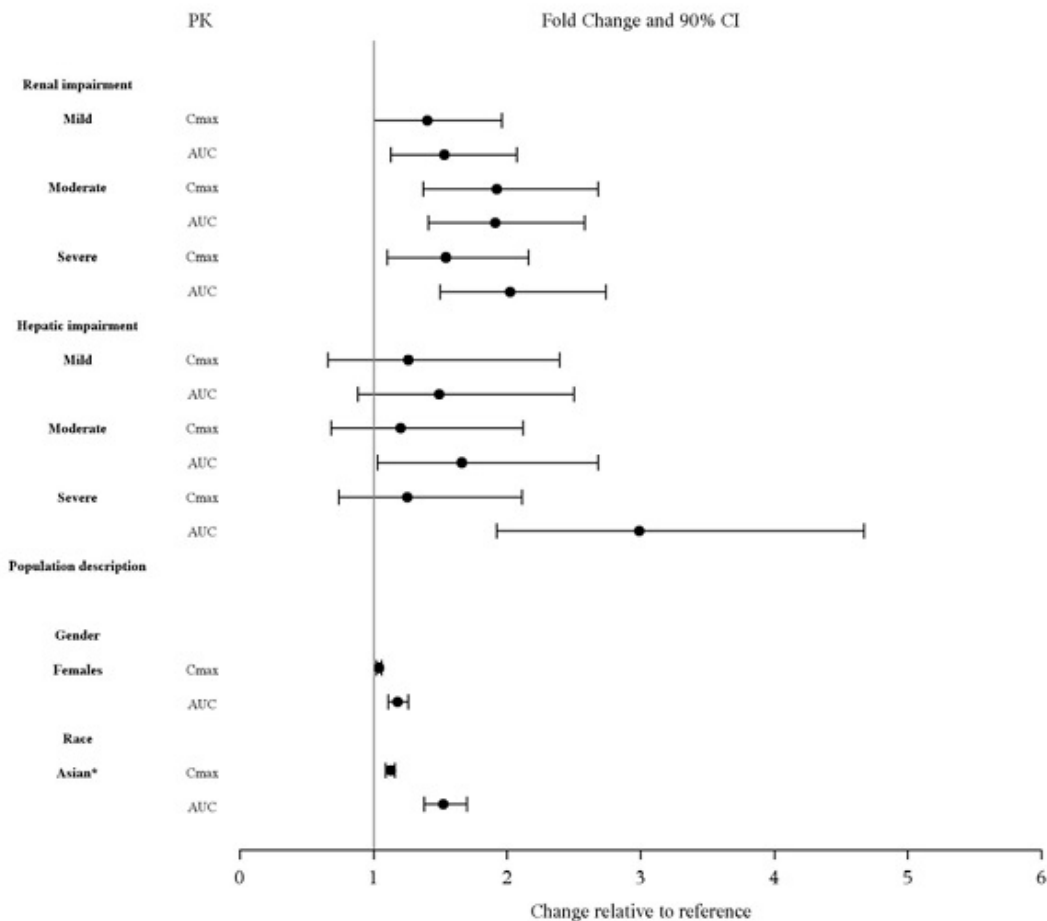 PK Fold Change and 90% CI
Renal impairment
Mild Cmax
AUC
Moderate Cmax
AUC
Severe Cmax
AUC
Hepatic impairment
Mild Cmax
AUC
Moderate Cmax
AUC
Severe Cmax
AUC
Population description
Gender
Females Cmax
AUC
Race
Asian* Cmax
AUC
0 1 2 3 4 5 6
Change relative to reference